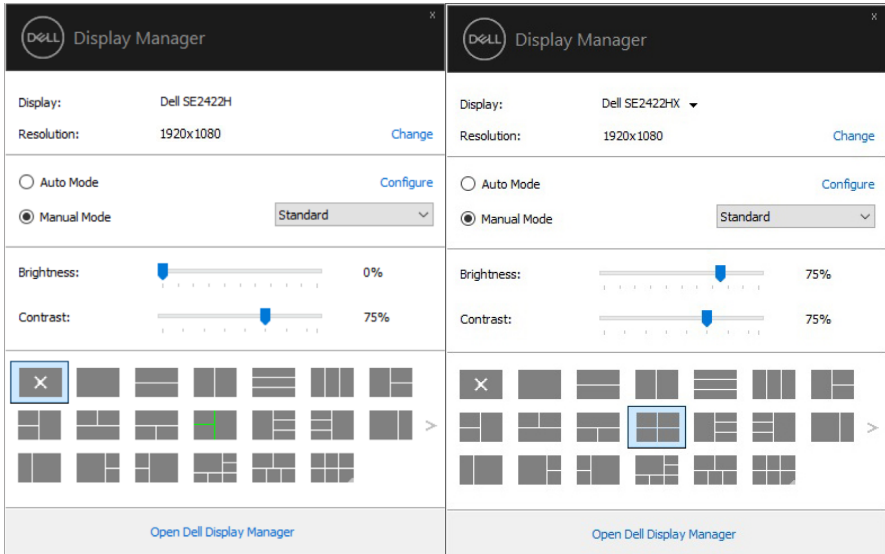 DELL Display Manager
x
Display: Dell SE2422H
Resolution: 1920x1080 Change
Auto Mode Configure
Manual Mode Standard
Brightness: 0%
Contrast: 75%
Open Dell Display Manager
DELL Display Manager
x
Display: Dell SE2422HX
Resolution: 1920x1080 Change
Auto Mode Configure
Manual Mode Standard
Brightness: 75%
Contrast: 75%
Open Dell Display Manager